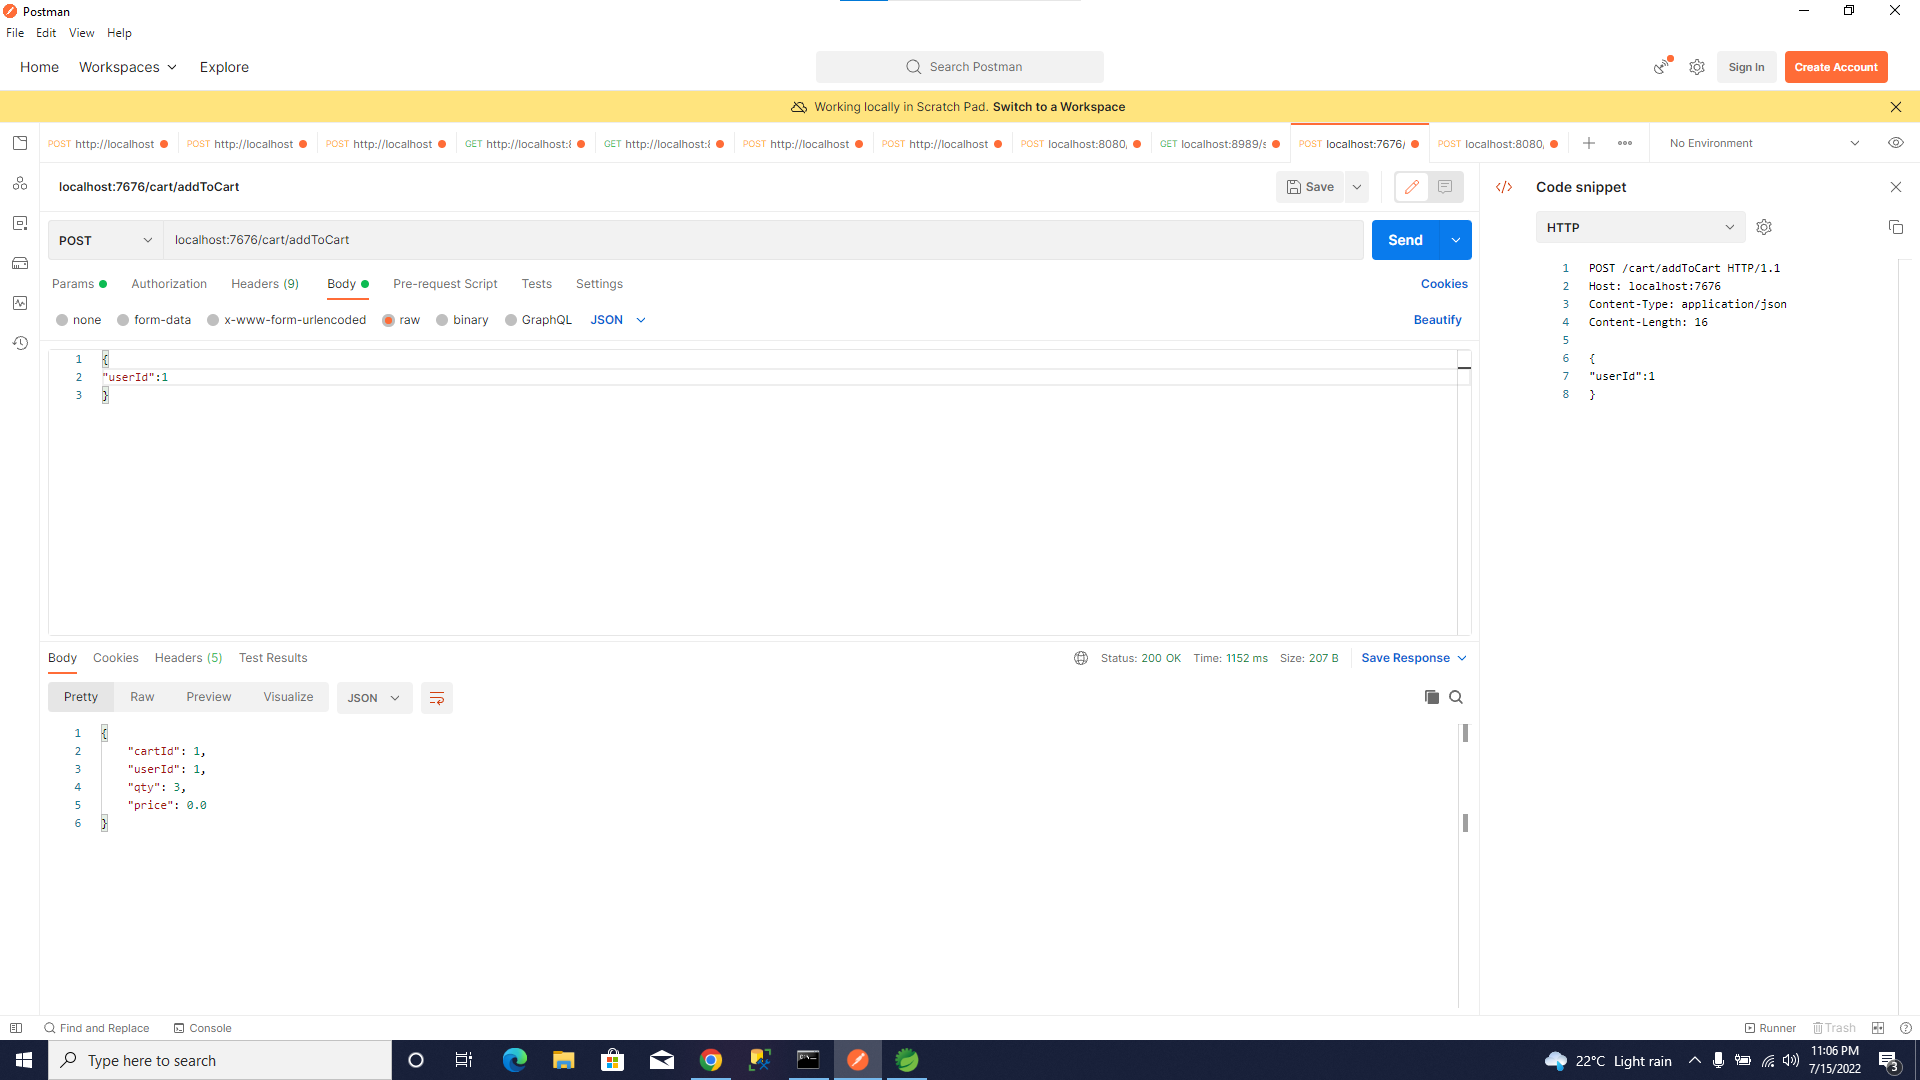 Postman
File Edit View Help
Home Workspaces Explore Search Postman Sign In Create Account
Working locally in Scratch Pad. Switch to a Workspace
POST http://localhost POST http://localhost POST http://localhost GET http://localhost:8 GET http://localhost:8 POST http://localhost POST http://localhost POST localhost:8080, GET localhost:8989/s POST localhost:7676/ POST localhost:8080, No Environment
localhost:7676/cart/addToCart Save
POST localhost:7676/cart/addToCart Send
Params Authorization Headers (9) Body Pre-request Script Tests Settings Cookies
none form-data x-www-form-urlencoded raw binary GraphQL JSON Beautify
1 {
2 "userId":1
3 }
</> Code snippet
HTTP
1 POST /cart/addToCart HTTP/1.1
2 Host: localhost:7676
3 Content-Type: application/json
4 Content-Length: 16
5
6 {
7 "userId":1
8 }
Body Cookies Headers (5) Test Results Status: 200 OK Time: 1152 ms Size: 207 B Save Response
Pretty Raw Preview Visualize JSON
1 {
2 "cartId": 1,
3 "userId": 1,
4 "qty": 3,
5 "price": 0.0
6 }
Find and Replace Console Runner Trash
Type here to search 22°C Light rain 11:06 PM
7/15/2022 3